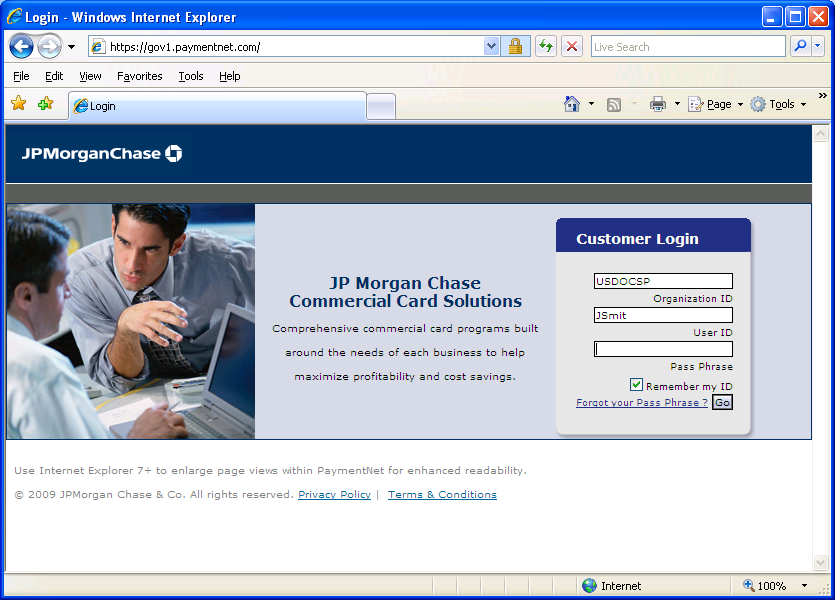 Login - Windows Internet Explorer
https://gov1.paymentnet.com/
Live Search
File Edit View Favorites Tools Help
Login
Page Tools »
JPMorganChase
Customer Login
JP Morgan Chase
Commercial Card Solutions
Comprehensive commercial card programs built
around the needs of each business to help
maximize profitability and cost savings.
USDOCSP
Organization ID
JSmit
User ID
Pass Phrase
Remember my ID
Forgot your Pass Phrase ? Go
Use Internet Explorer 7+ to enlarge page views within PaymentNet for enhanced readability.
© 2009 JPMorgan Chase & Co. All rights reserved. Privacy Policy | Terms & Conditions
Internet 100%